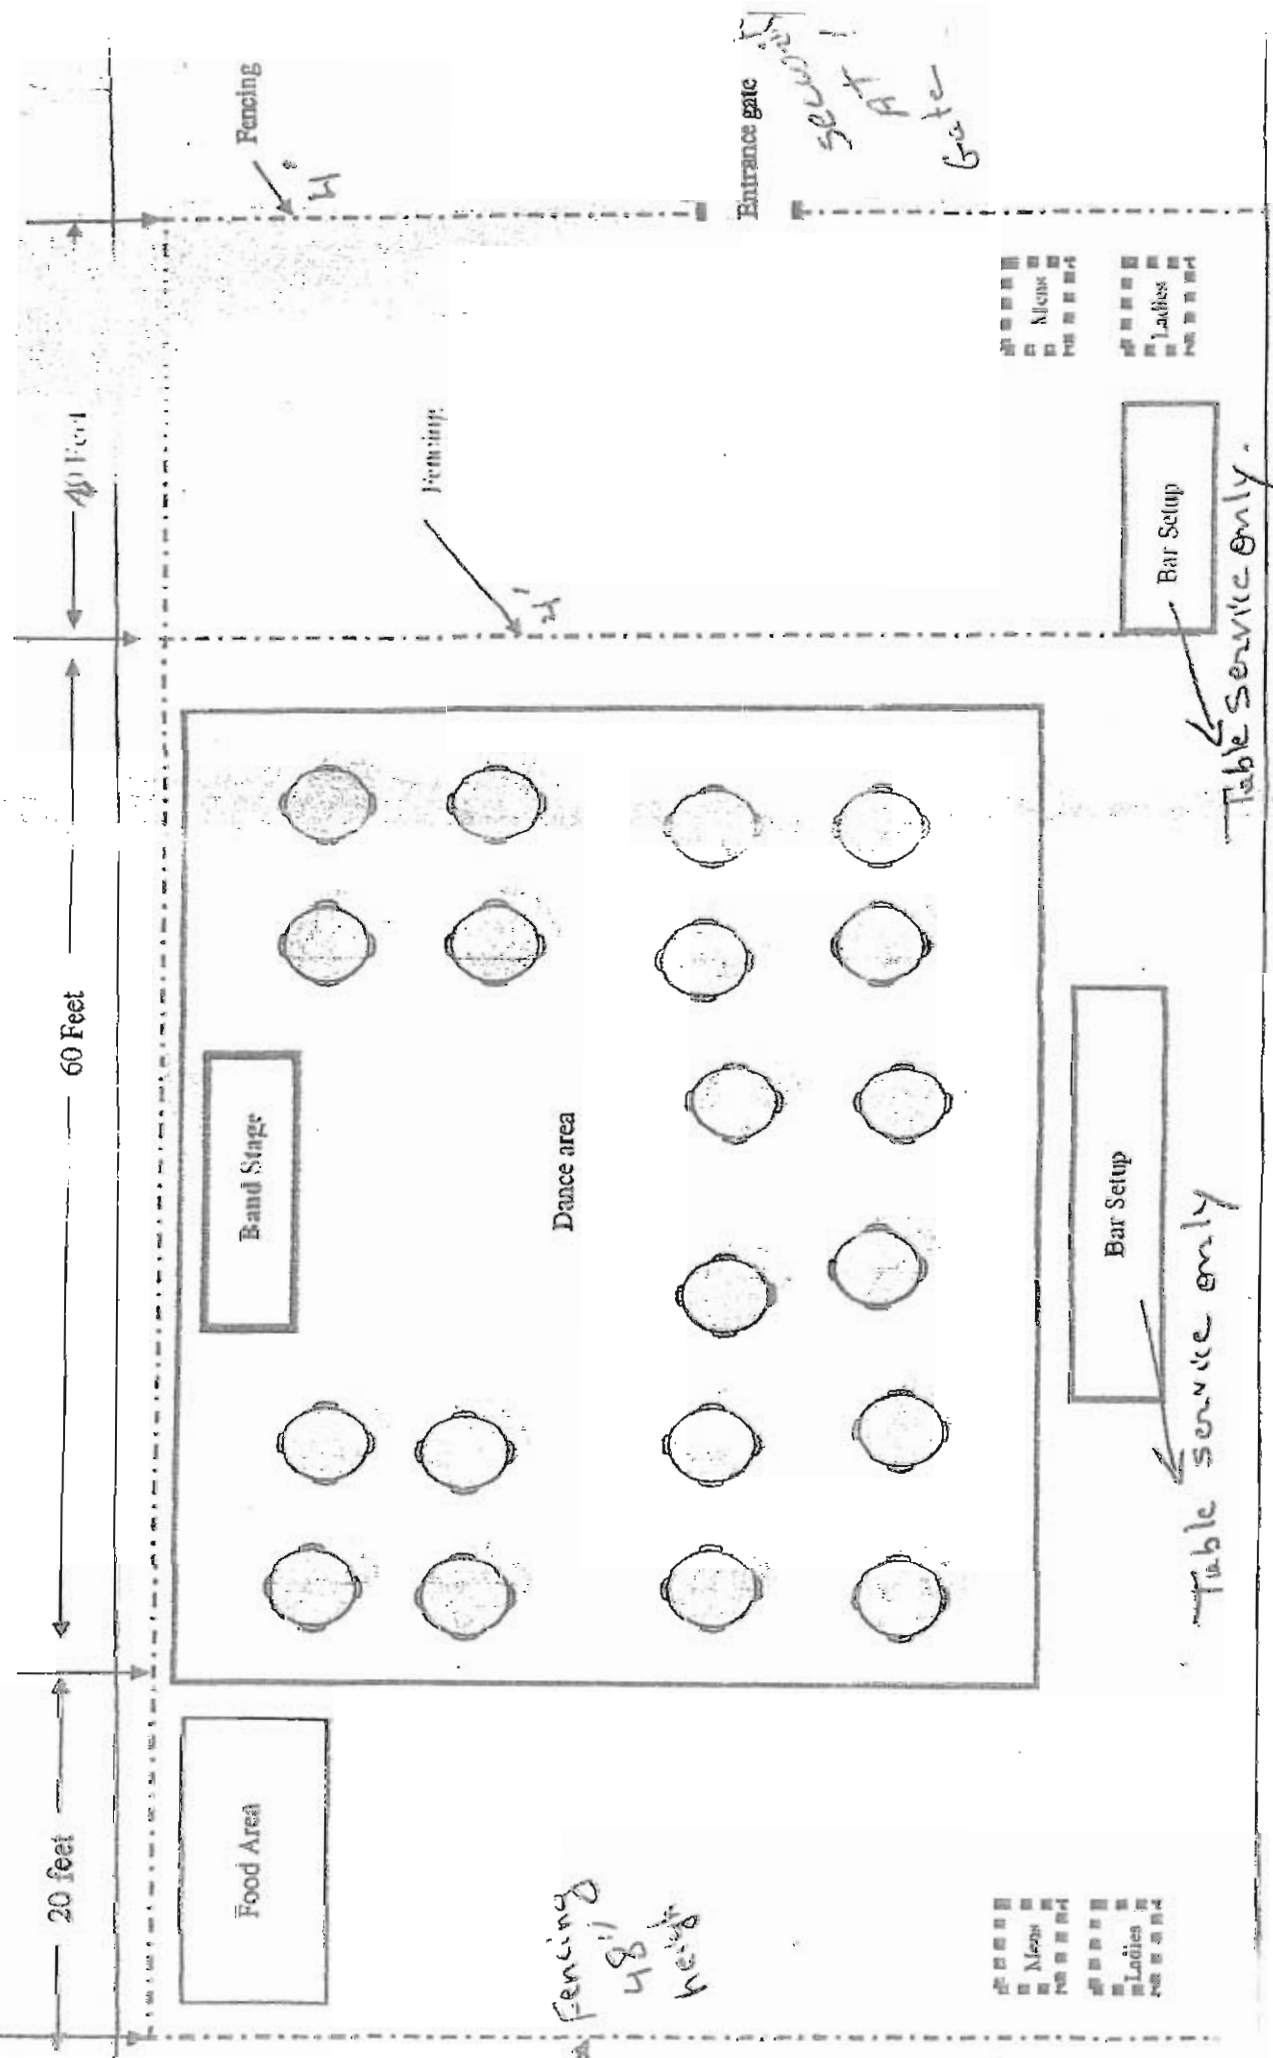 20 feet
60 Feet
Feet
Fencing
4'
Fencing
4'
Entrance gate
Security
AT
Gate
Food Area
Band Stage
Dance area
Fencing
48"
height
Mens
Ladies
Mens
Ladies
Bar Setup
Table service only
Bar Setup
Table service only.